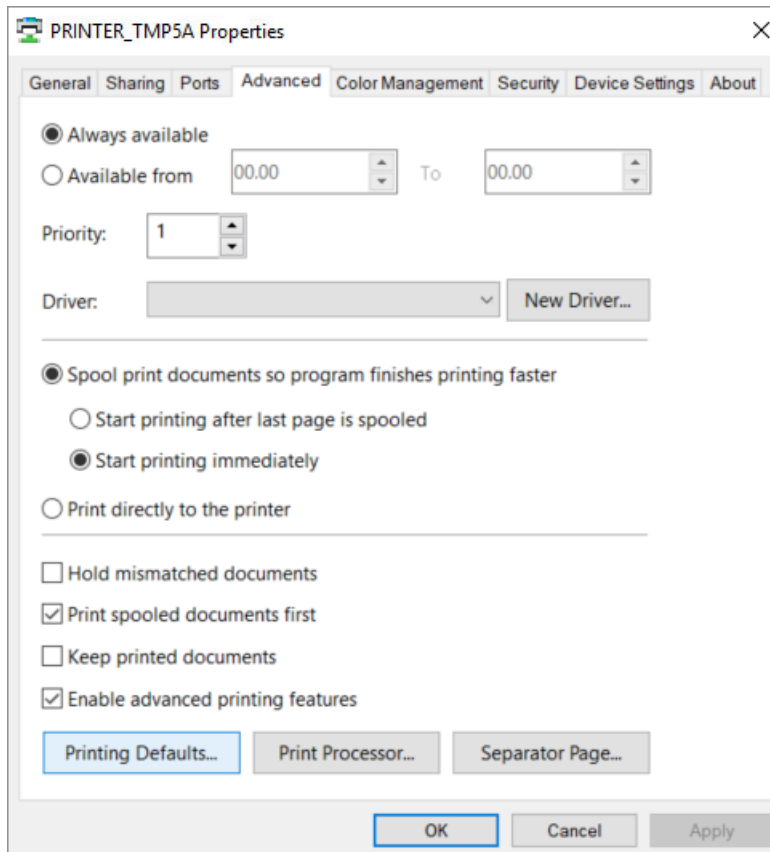 PRINTER_TMP5A Properties
General Sharing Ports Advanced Color Management Security Device Settings About
Always available
Available from 00.00 To 00.00
Priority: 1
Driver: New Driver...
Spool print documents so program finishes printing faster
Start printing after last page is spooled
Start printing immediately
Print directly to the printer
Hold mismatched documents
Print spooled documents first
Keep printed documents
Enable advanced printing features
Printing Defaults... Print Processor... Separator Page...
OK Cancel Apply